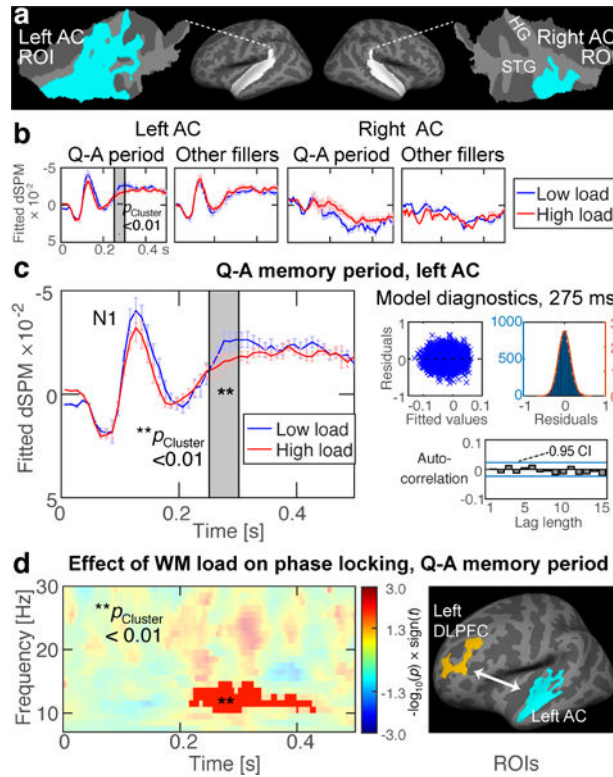 a
Left AC
ROI
HG
STG
Right AC
RO
b
Left AC
Right AC
Q-A period
Other fillers
Q-A period
Other fillers
Fitted dSPM
× 10⁻²
-5
0
5
pCluster
<0.01
0
0.2
0.4 s
Low load
High load
c
Q-A memory period, left AC
Fitted dSPM ×10⁻²
-5
0
5
N1
**
**pCluster
<0.01
Low load
High load
0
0.2
0.4
Time [s]
Model diagnostics, 275 ms
Residuals
1
0
-1
-0.1
0
0.1
Fitted values
1000
500
0
-1
0
1
Residuals
Auto-
correlation
0.1
0
-0.1
0.95 CI
1
5
10
15
Lag length
d
Effect of WM load on phase locking, Q-A memory period
Frequency [Hz]
30
20
10
**pCluster
< 0.01
**
0
0.2
0.4
Time [s]
3.0
1.3
-1.3
-3.0
-log₁₀(p) × sign(t)
Left
DLPFC
Left AC
ROIs